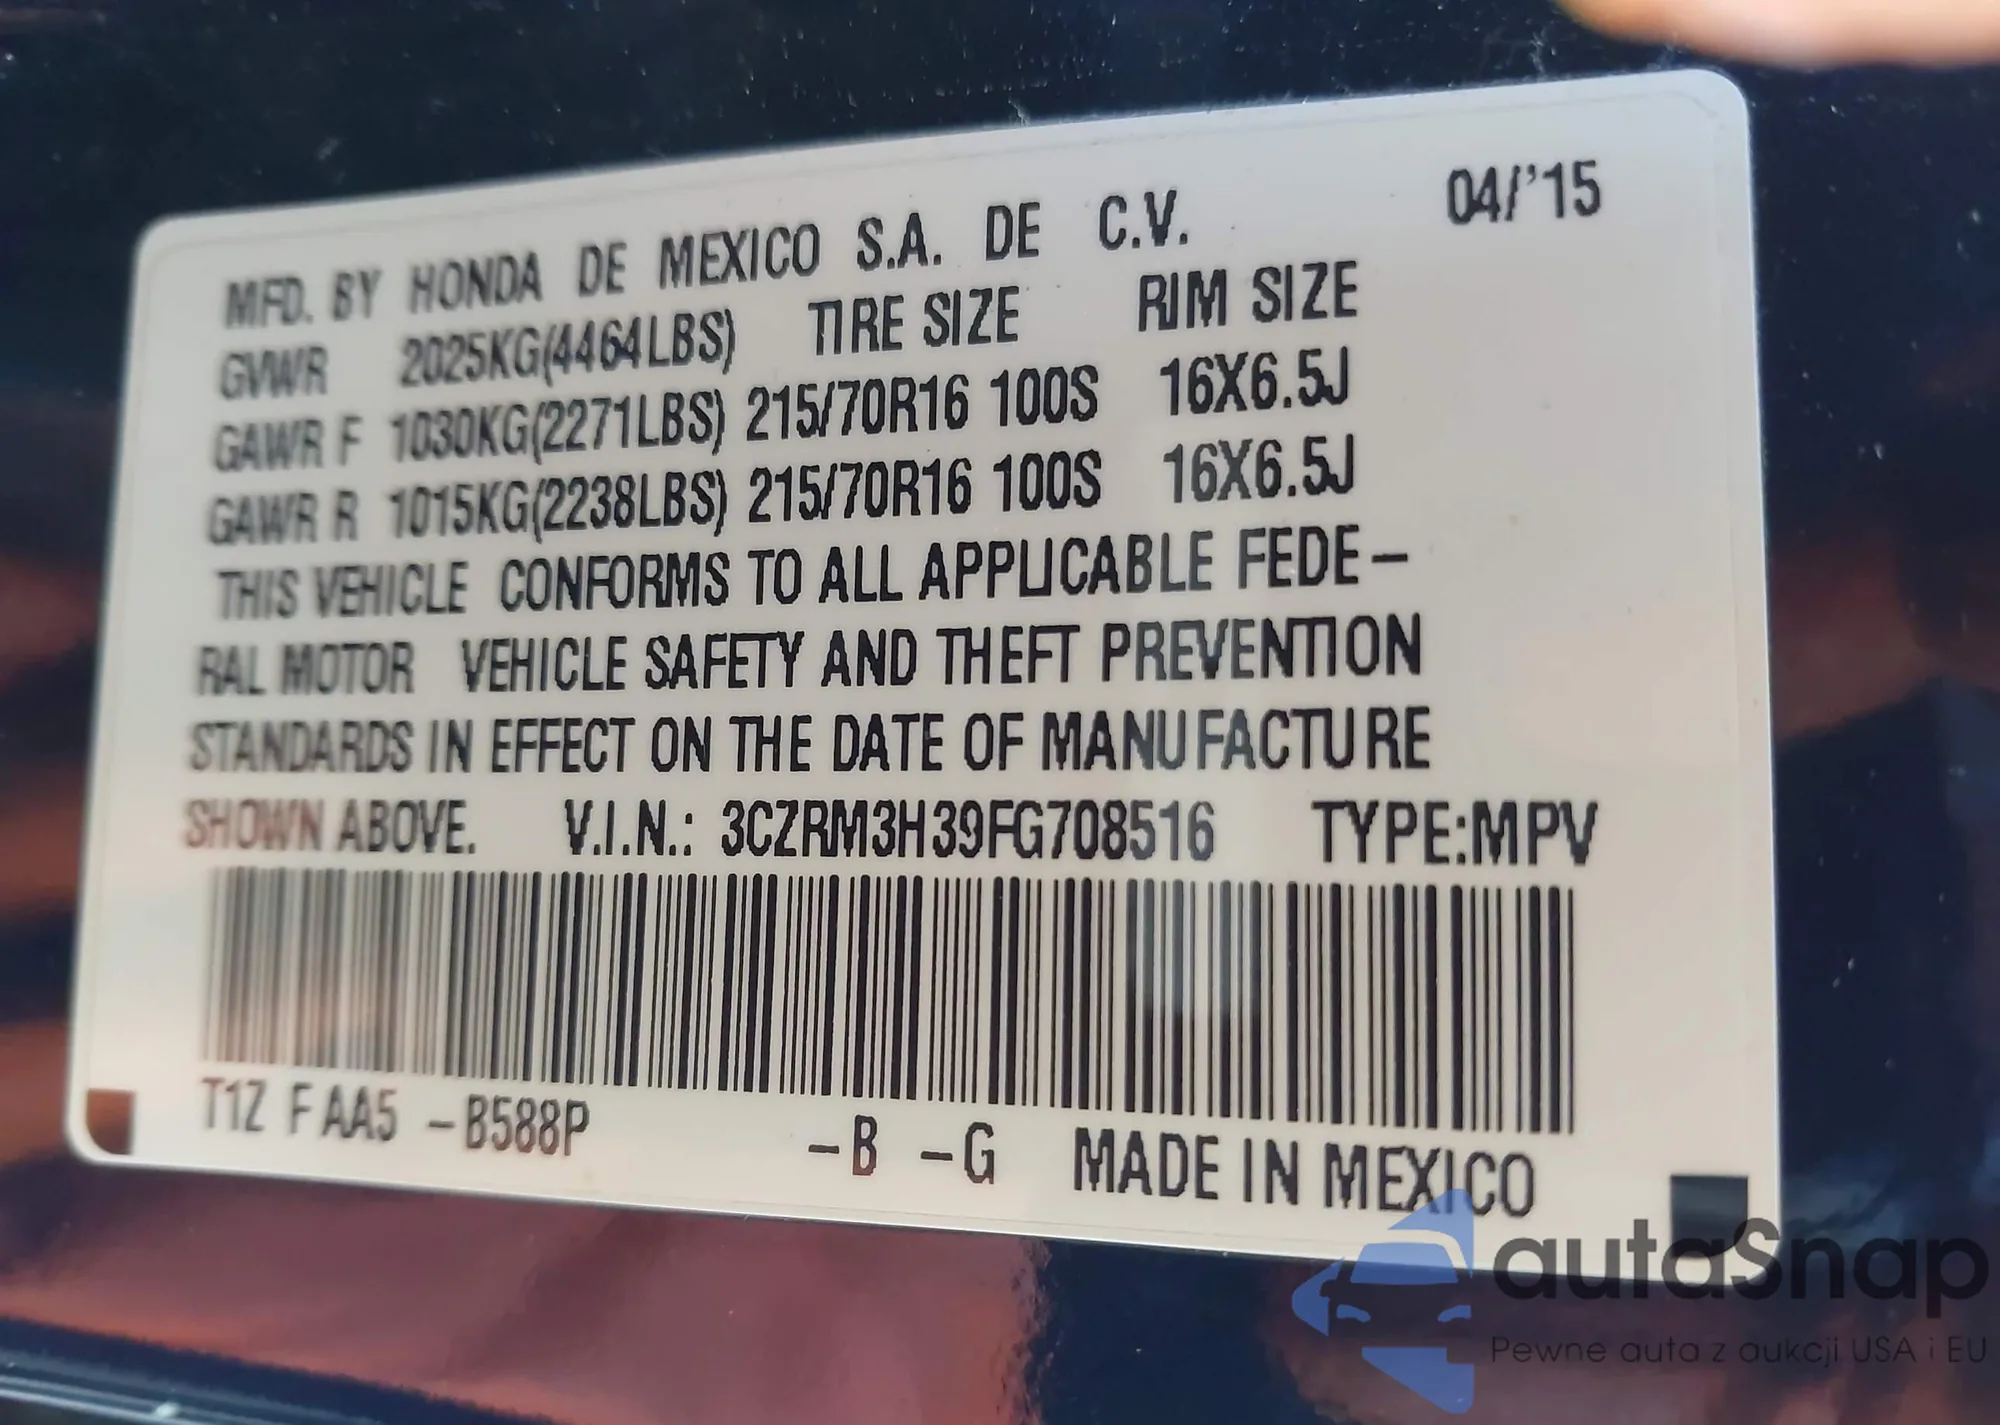 MFD. BY HONDA DE MEXICO S.A. DE C.V. 04/'15
GVWR 2025KG(4464LBS) TIRE SIZE RIM SIZE
GAWR F 1030KG(2271LBS) 215/70R16 100S 16X6.5J
GAWR R 1015KG(2238LBS) 215/70R16 100S 16X6.5J
THIS VEHICLE CONFORMS TO ALL APPLICABLE FEDE–
RAL MOTOR VEHICLE SAFETY AND THEFT PREVENTION
STANDARDS IN EFFECT ON THE DATE OF MANUFACTURE
SHOWN ABOVE. V.I.N.: 3CZRM3H39FG708516 TYPE:MPV
T1Z F AA5 –B588P –B –G MADE IN MEXICO
autaSnap
Pewne auta z aukcji USA i EU